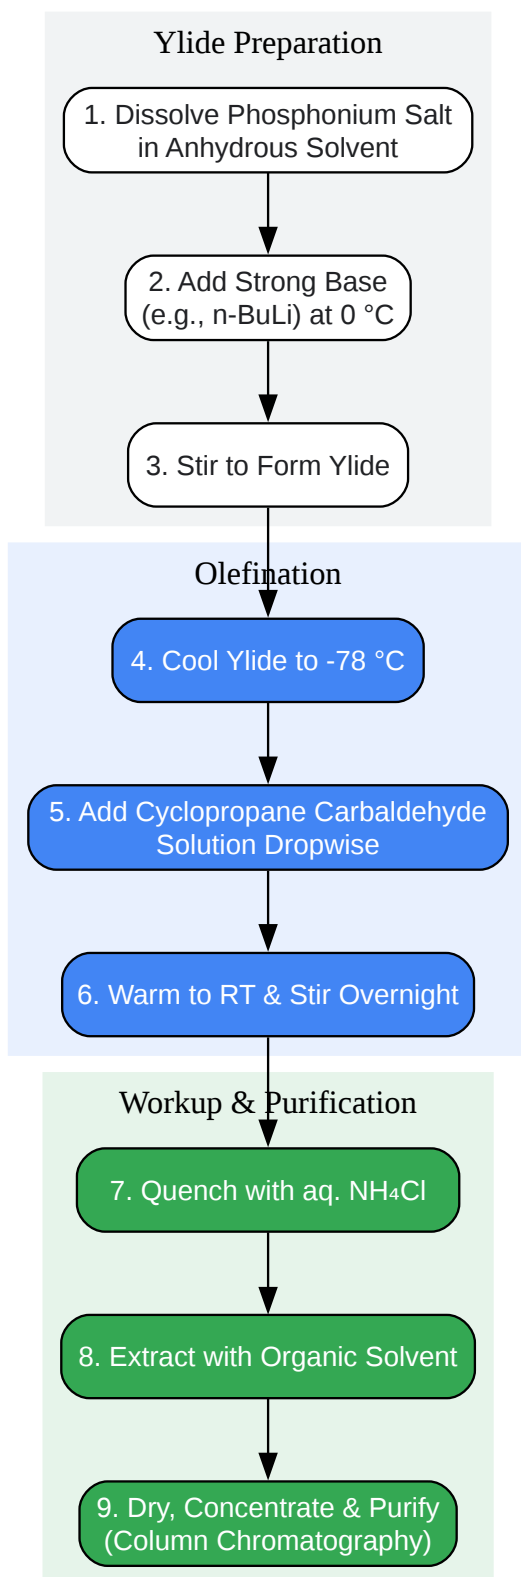 Ylide Preparation
1. Dissolve Phosphonium Salt
in Anhydrous Solvent
2. Add Strong Base
(e.g., n-BuLi) at 0 °C
3. Stir to Form Ylide
Olefination
4. Cool Ylide to -78 °C
5. Add Cyclopropane Carbaldehyde
Solution Dropwise
6. Warm to RT & Stir Overnight
Workup & Purification
7. Quench with aq. NH₄Cl
8. Extract with Organic Solvent
9. Dry, Concentrate & Purify
(Column Chromatography)